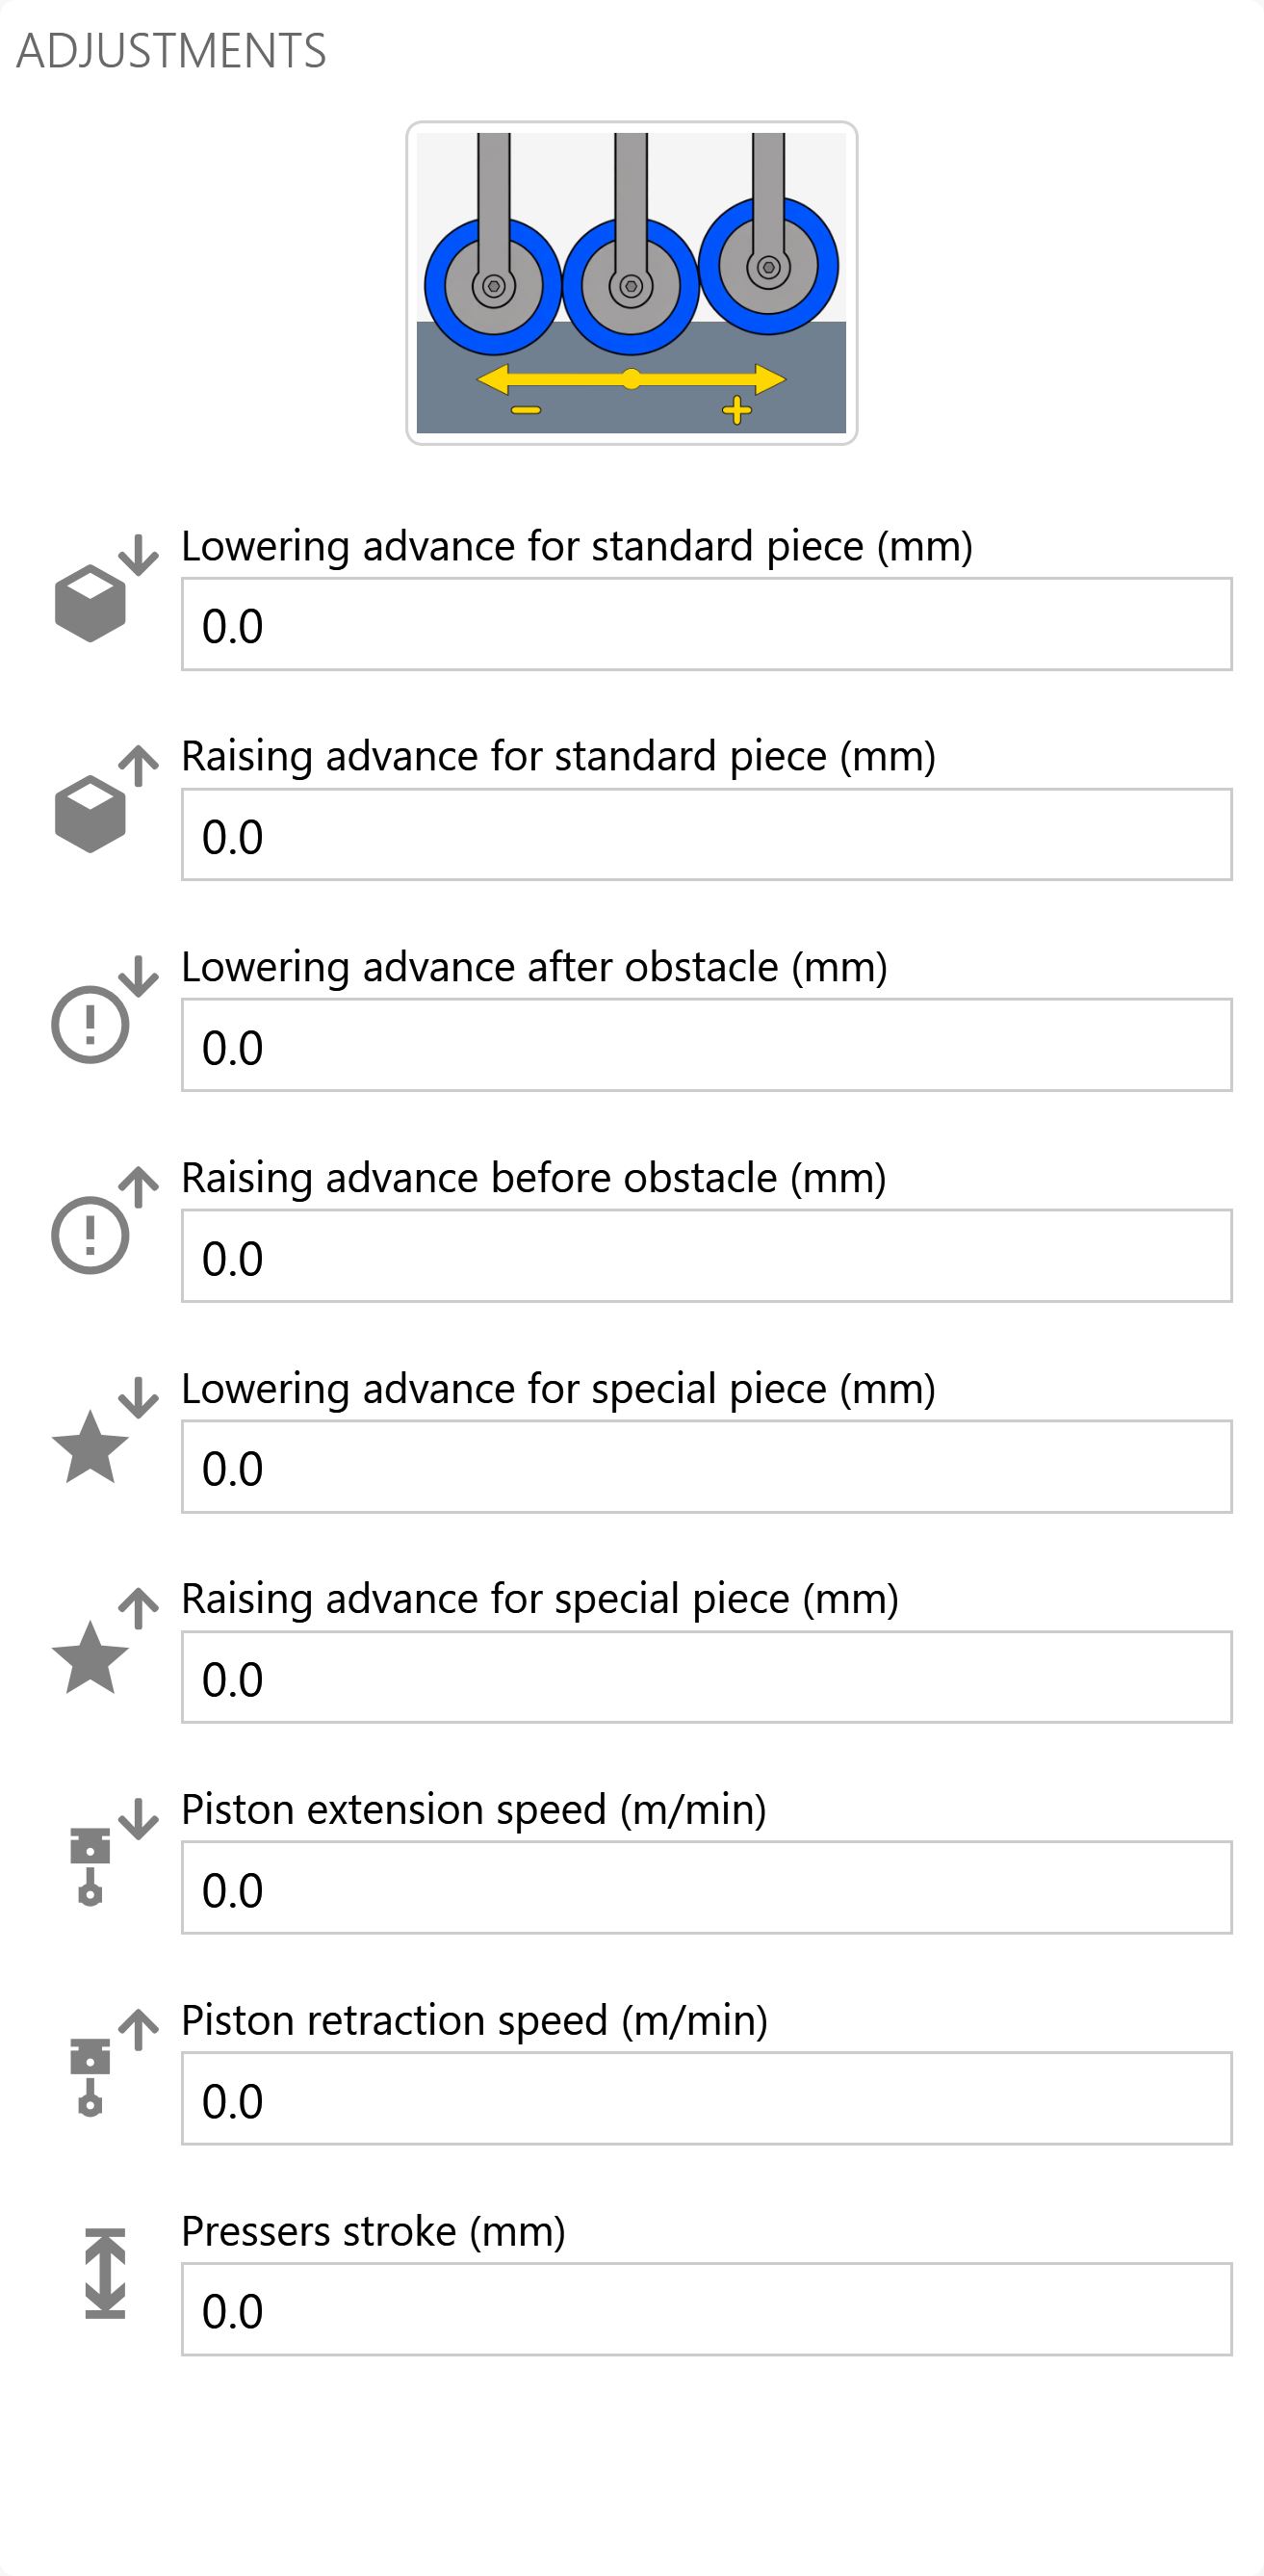 ADJUSTMENTS
Lowering advance for standard piece (mm)
0.0
Raising advance for standard piece (mm)
0.0
Lowering advance after obstacle (mm)
0.0
Raising advance before obstacle (mm)
0.0
Lowering advance for special piece (mm)
0.0
Raising advance for special piece (mm)
0.0
Piston extension speed (m/min)
0.0
Piston retraction speed (m/min)
0.0
Pressers stroke (mm)
0.0